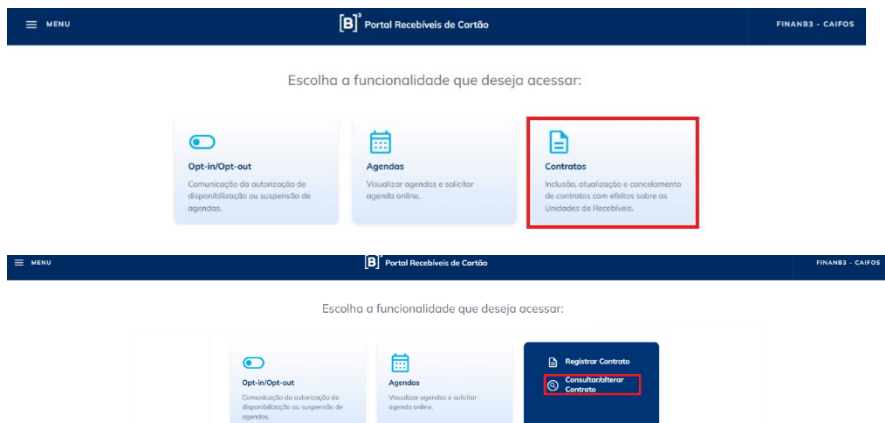 MENU
[B]³ Portal Recebíveis de Cartão
FINANB3 - CAIFOS
Escolha a funcionalidade que deseja acessar:
Opt-in/Opt-out
Comunicação da autorização de
disponibilização ou suspensão de
agendas.
Agendas
Visualizar agendas e solicitar
agenda online.
Contratos
Inclusão, atualização e cancelamento
de contratos com efeitos sobre as
Unidades de Recebíveis.
MENU
[B]³ Portal Recebíveis de Cartão
FINANB3 - CAIFOS
Escolha a funcionalidade que deseja acessar:
Opt-in/Opt-out
Comunicação da autorização de
disponibilização ou suspensão de
agendas.
Agendas
Visualizar agendas e solicitar
agenda online.
Registrar Contrato
Consultar/alterar
Contrato